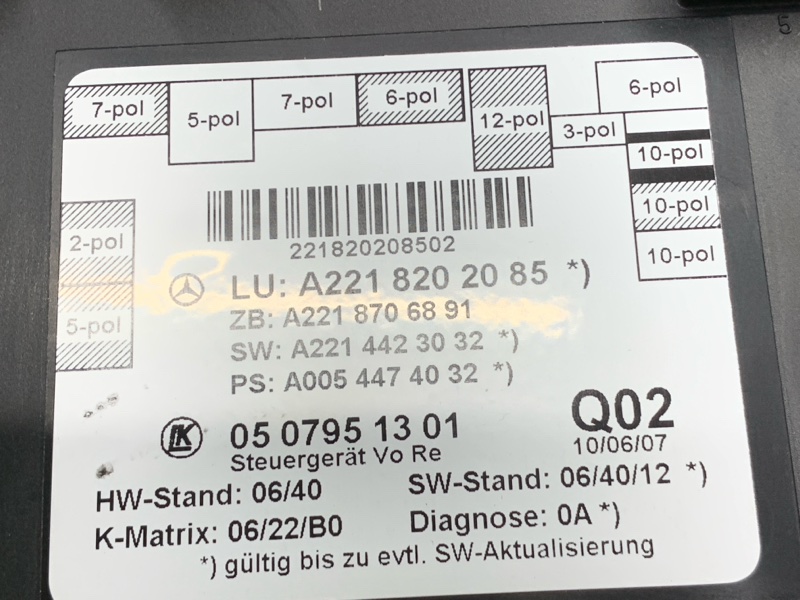 5
7-pol
5-pol
7-pol
6-pol
12-pol
3-pol
6-pol
10-pol
10-pol
10-pol
2-pol
5-pol
221820208502
LU: A221 820 20 85 *)
ZB: A221 870 68 91
SW: A221 442 30 32 *)
PS: A005 447 40 32 *)
LK 05 0795 13 01
Q02
Steuergerät Vo Re
10/06/07
HW-Stand: 06/40
SW-Stand: 06/40/12 *)
K-Matrix: 06/22/B0
Diagnose: 0A *)
*) gültig bis zu evtl. SW-Aktualisierung